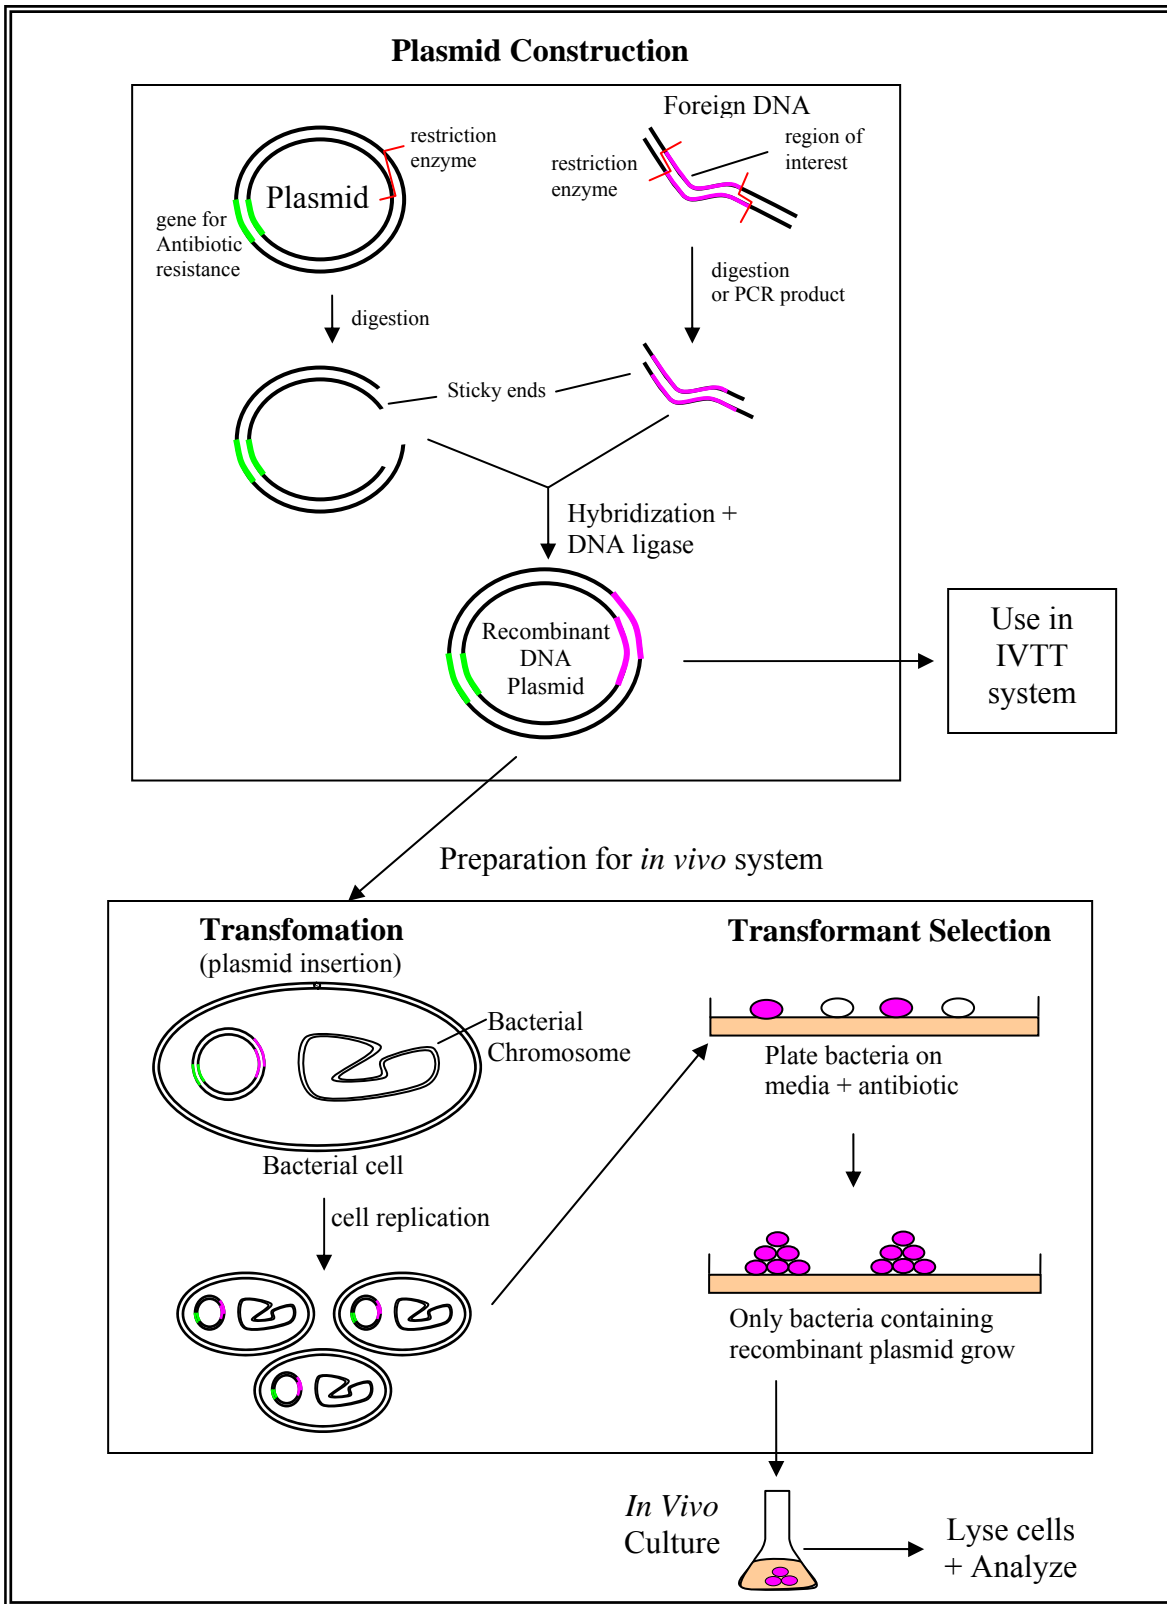 Plasmid Construction
Foreign DNA
restriction
enzyme
Plasmid
gene for
Antibiotic
resistance
restriction
enzyme
region of
interest
digestion
digestion
or PCR product
Sticky ends
Hybridization +
DNA ligase
Recombinant
DNA
Plasmid
Use in
IVTT
system
Preparation for in vivo system
Transfomation
(plasmid insertion)
Bacterial
Chromosome
Bacterial cell
cell replication
Transformant Selection
Plate bacteria on
media + antibiotic
Only bacteria containing
recombinant plasmid grow
In Vivo
Culture
Lyse cells
+ Analyze